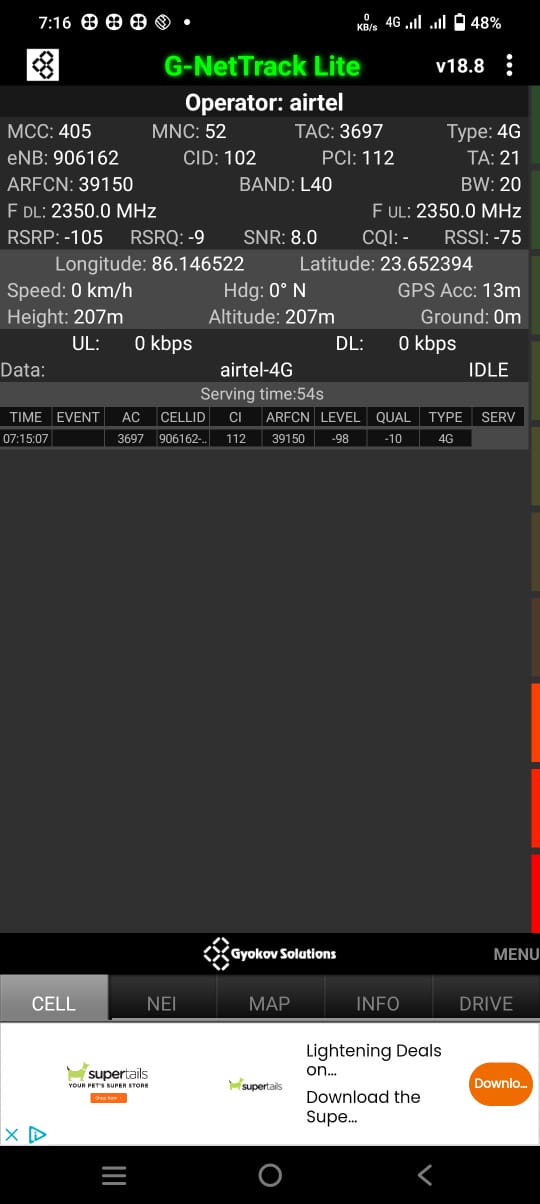 7:16 0 KB/s 4G 48%
G-NetTrack Lite v18.8
Operator: airtel
MCC: 405 MNC: 52 TAC: 3697 Type: 4G
eNB: 906162 CID: 102 PCI: 112 TA: 21
ARFCN: 39150 BAND: L40 BW: 20
F DL: 2350.0 MHz F UL: 2350.0 MHz
RSRP: -105 RSRQ: -9 SNR: 8.0 CQI: - RSSI: -75
Longitude: 86.146522 Latitude: 23.652394
Speed: 0 km/h Hdg: 0° N GPS Acc: 13m
Height: 207m Altitude: 207m Ground: 0m
UL: 0 kbps DL: 0 kbps
Data: airtel-4G IDLE
Serving time:54s
TIME EVENT AC CELLID CI ARFCN LEVEL QUAL TYPE SERV
07:15:07 3697 906162-.. 112 39150 -98 -10 4G
Gyokov Solutions MENU
CELL NEI MAP INFO DRIVE
supertails
YOUR PET'S SUPER STORE
Shop Now
supertails
Lightening Deals
on...
Download the
Supe...
Downlo...